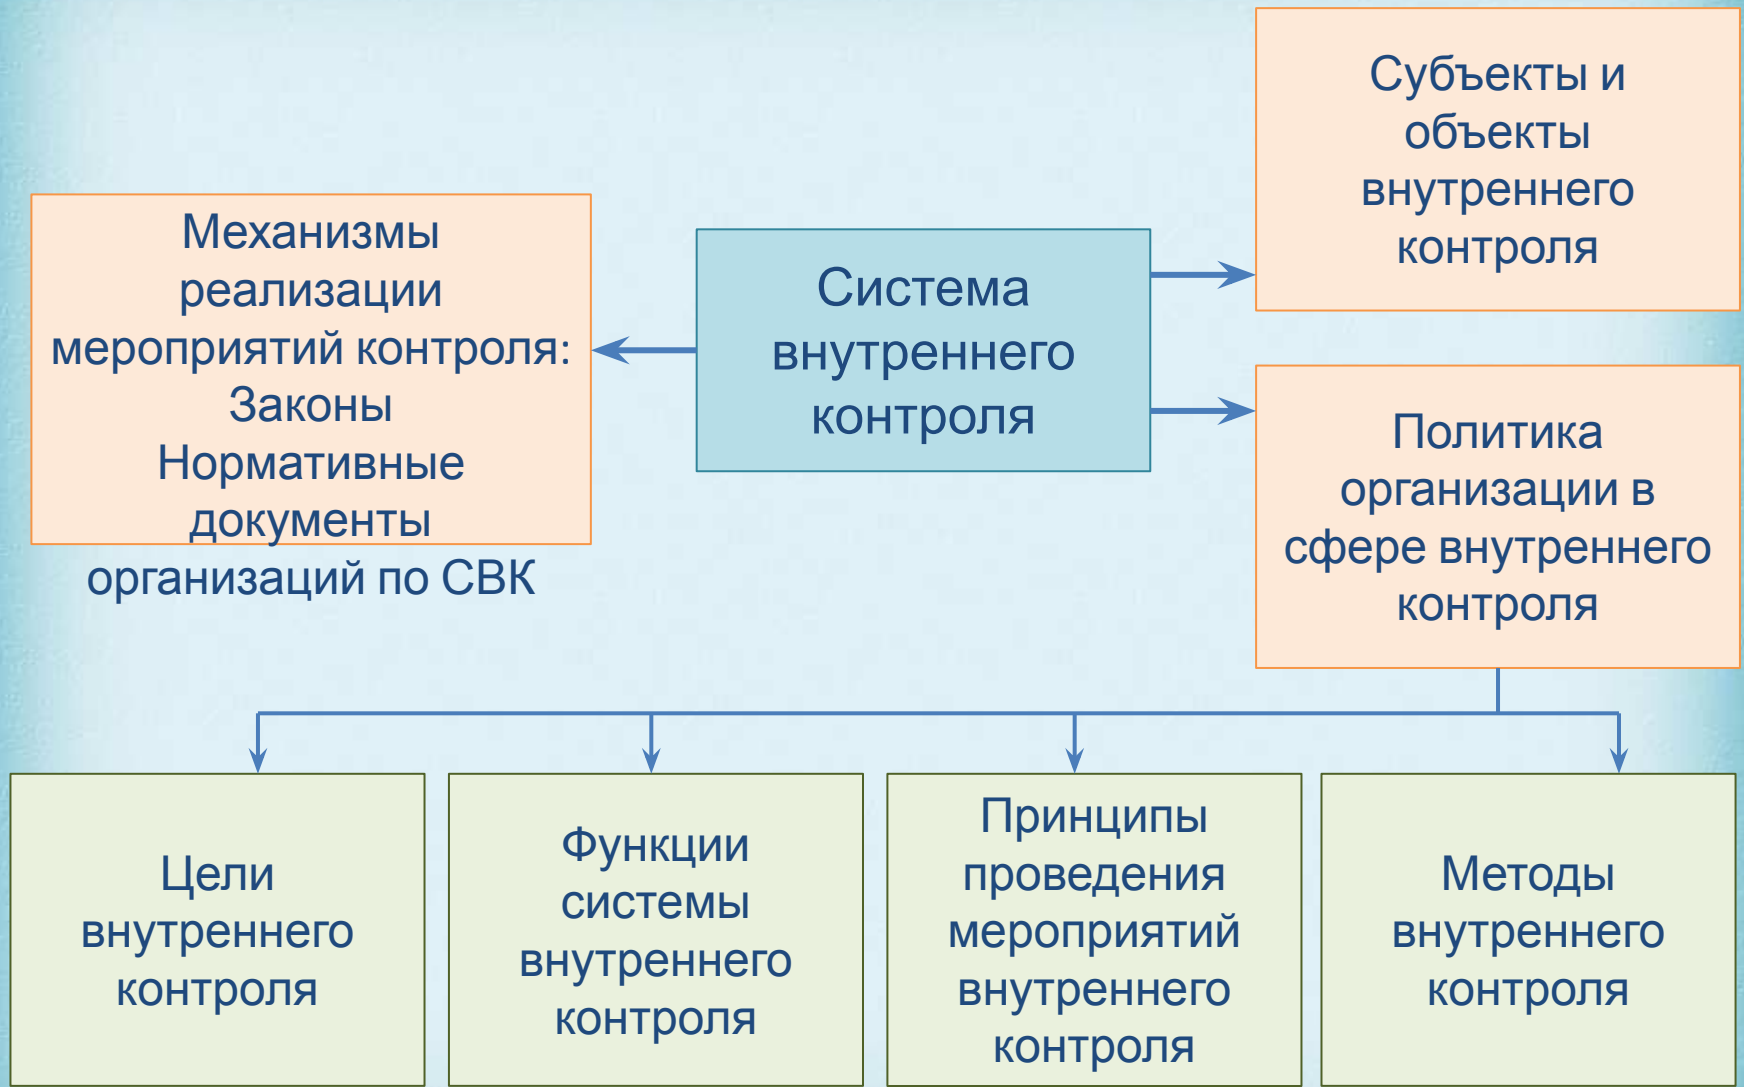 Субъекты и
объекты
внутреннего
контроля
Механизмы
реализации
мероприятий контроля:
Законы
Нормативные
документы
организаций по СВК
Система
внутреннего
контроля
Политика
организации в
сфере внутреннего
контроля
Цели
внутреннего
контроля
Функции
системы
внутреннего
контроля
Принципы
проведения
мероприятий
внутреннего
контроля
Методы
внутреннего
контроля